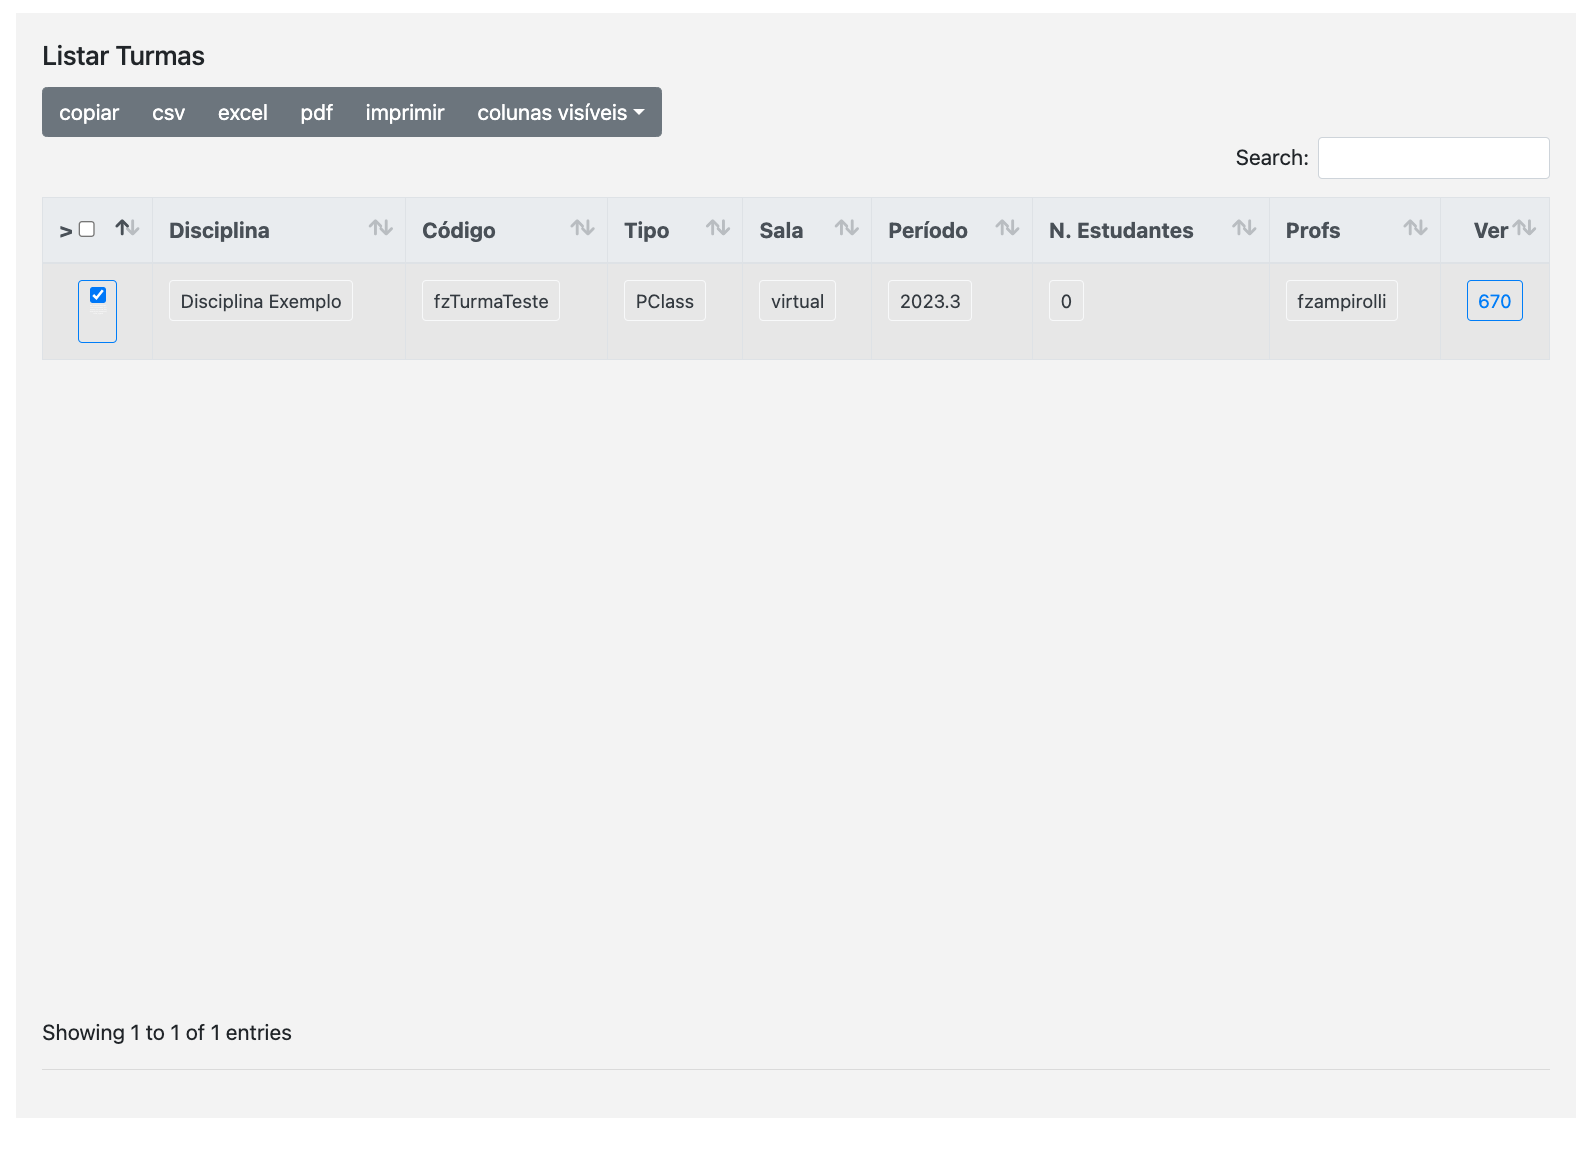 Listar Turmas
copiar csv excel pdf imprimir colunas visíveis
Search:
> Disciplina Código Tipo Sala Período N. Estudantes Profs Ver
Disciplina Exemplo fzTurmaTeste PClass virtual 2023.3 0 fzampirolli 670
Showing 1 to 1 of 1 entries